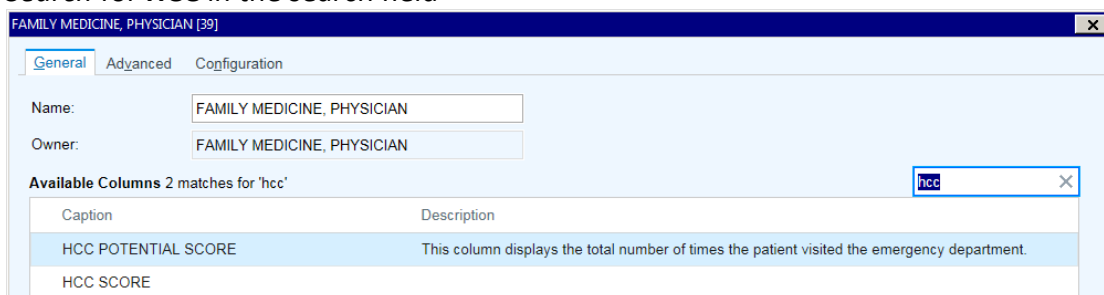 FAMILY MEDICINE, PHYSICIAN [39]
General Advanced Configuration
Name: FAMILY MEDICINE, PHYSICIAN
Owner: FAMILY MEDICINE, PHYSICIAN
Available Columns 2 matches for 'hcc' hcc
Caption Description
HCC POTENTIAL SCORE This column displays the total number of times the patient visited the emergency department.
HCC SCORE